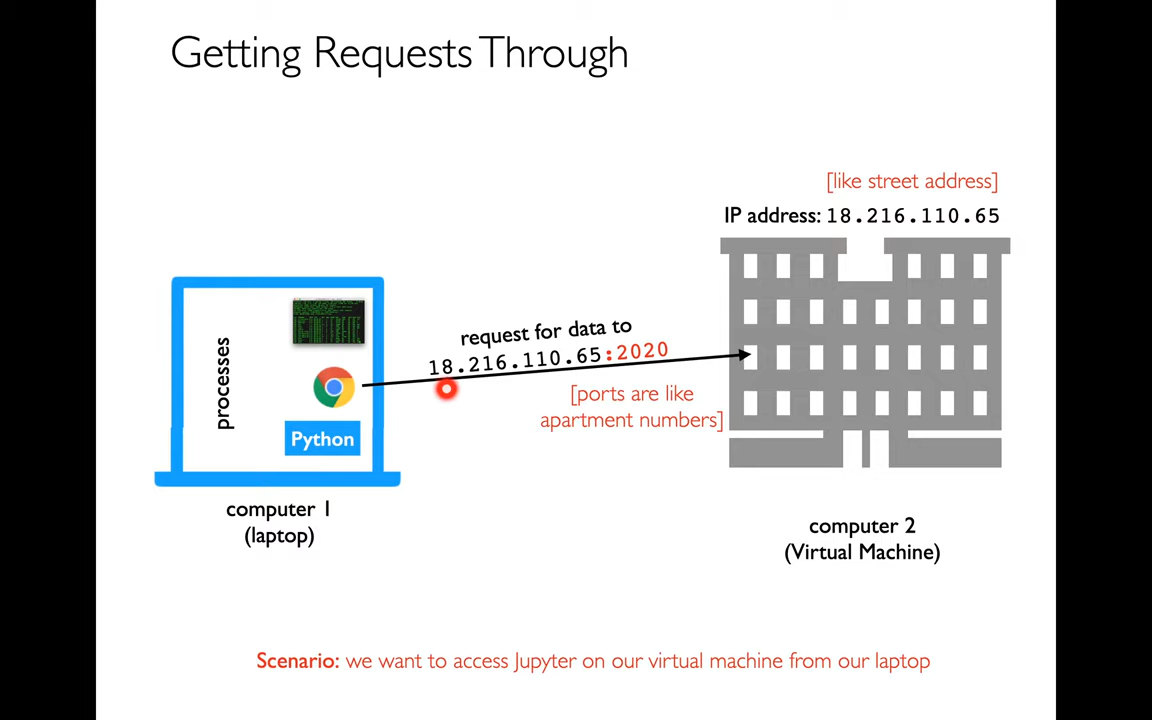 Getting Requests Through
[like street address]
IP address: 18.216.110.65
processes
request for data to
18.216.110.65:2020
[ports are like
apartment numbers]
Python
computer 1
(laptop)
computer 2
(Virtual Machine)
Scenario: we want to access Jupyter on our virtual machine from our laptop